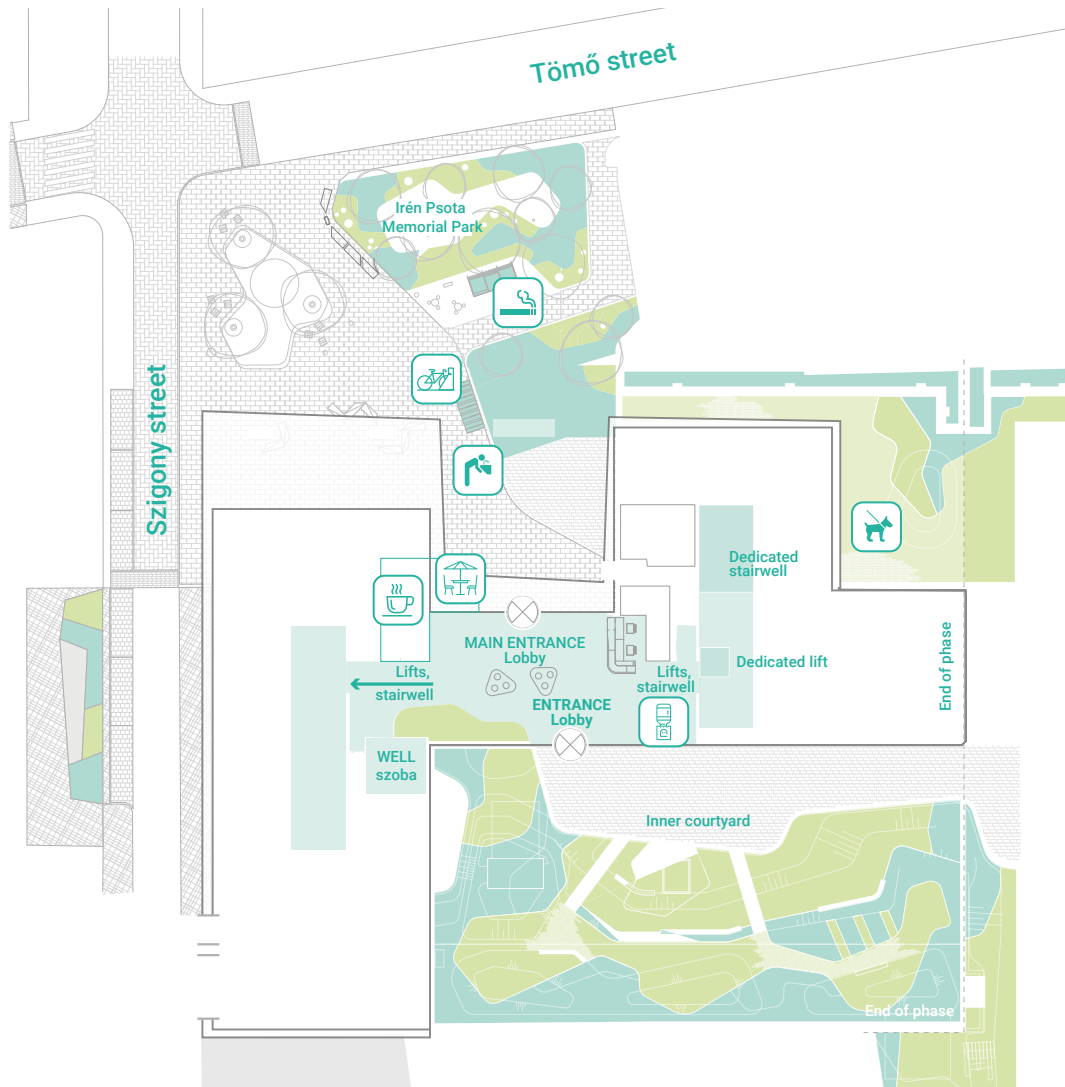 Tömő street
Irén Psota
Memorial Park
Szigony street
Dedicated
stairwell
MAIN ENTRANCE
Lobby
Lifts,
stairwell
Lifts,
stairwell
Dedicated lift
End of phase
ENTRANCE
Lobby
WELL
szoba
Inner courtyard
End of phase